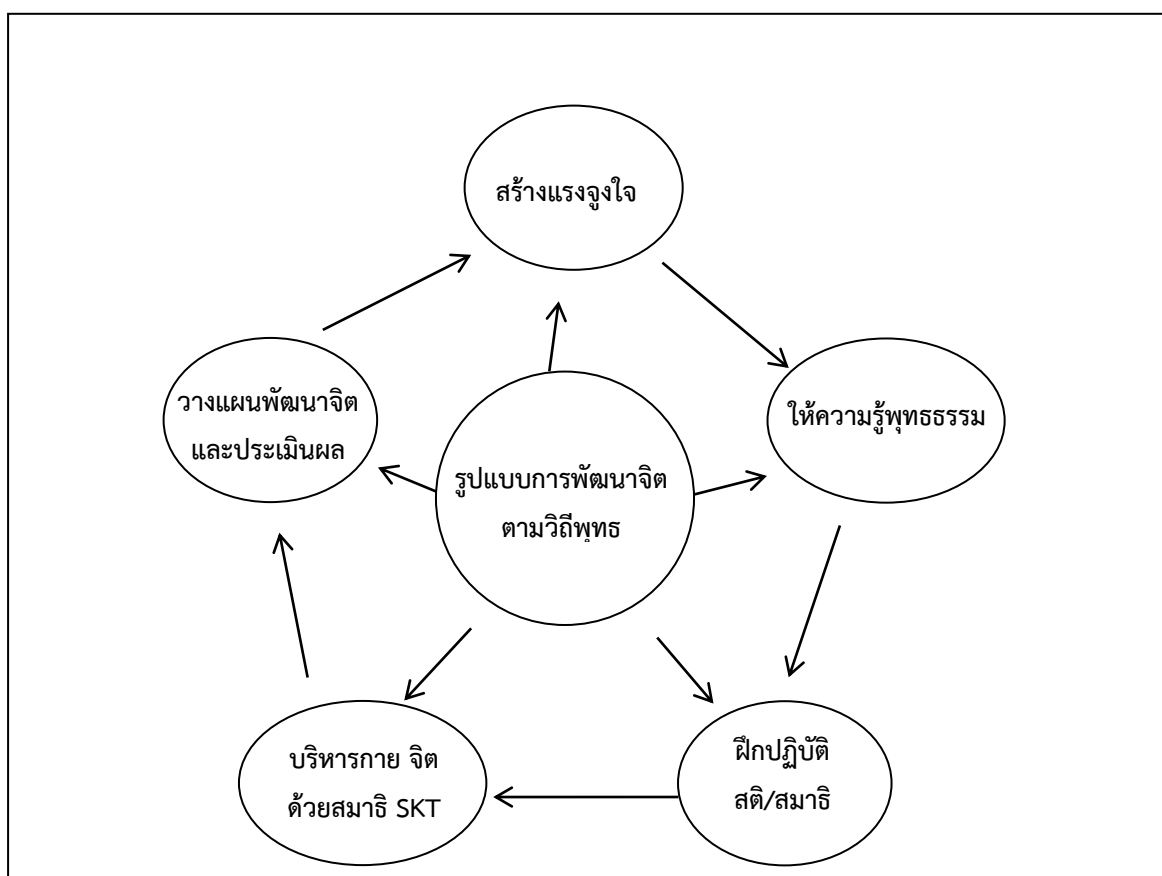 สร้างแรงจูงใจ
วางแผนพัฒนาจิต
และประเมินผล
ให้ความรู้พุทธธรรม
รูปแบบการพัฒนาจิต
ตามวิถีพุทธ
บริหารกาย จิต
ด้วยสมาธิ SKT
ฝึกปฏิบัติ
สติ/สมาธิ